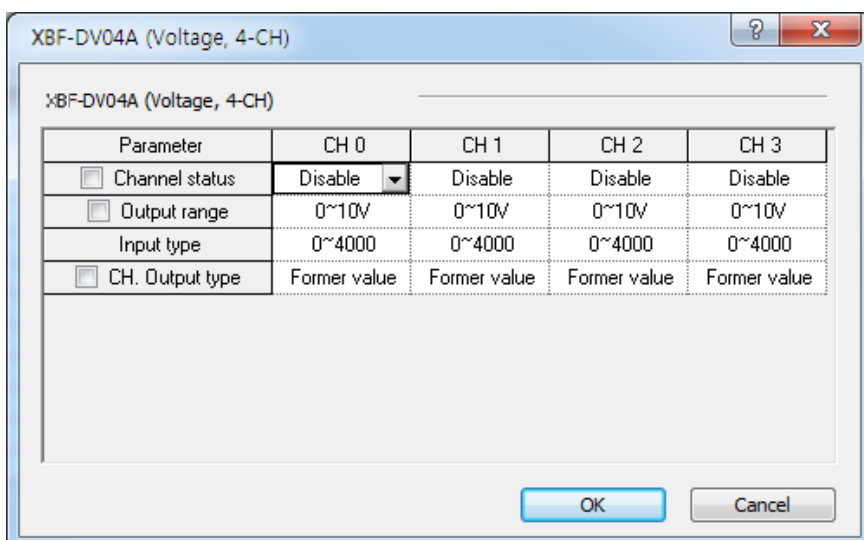 XBF-DV04A (Voltage, 4-CH)
?
XBF-DV04A (Voltage, 4-CH)
Parameter CH 0 CH 1 CH 2 CH 3
Channel status Disable Disable Disable Disable
Output range 0~10V 0~10V 0~10V 0~10V
Input type 0~4000 0~4000 0~4000 0~4000
CH. Output type Former value Former value Former value Former value
OK Cancel